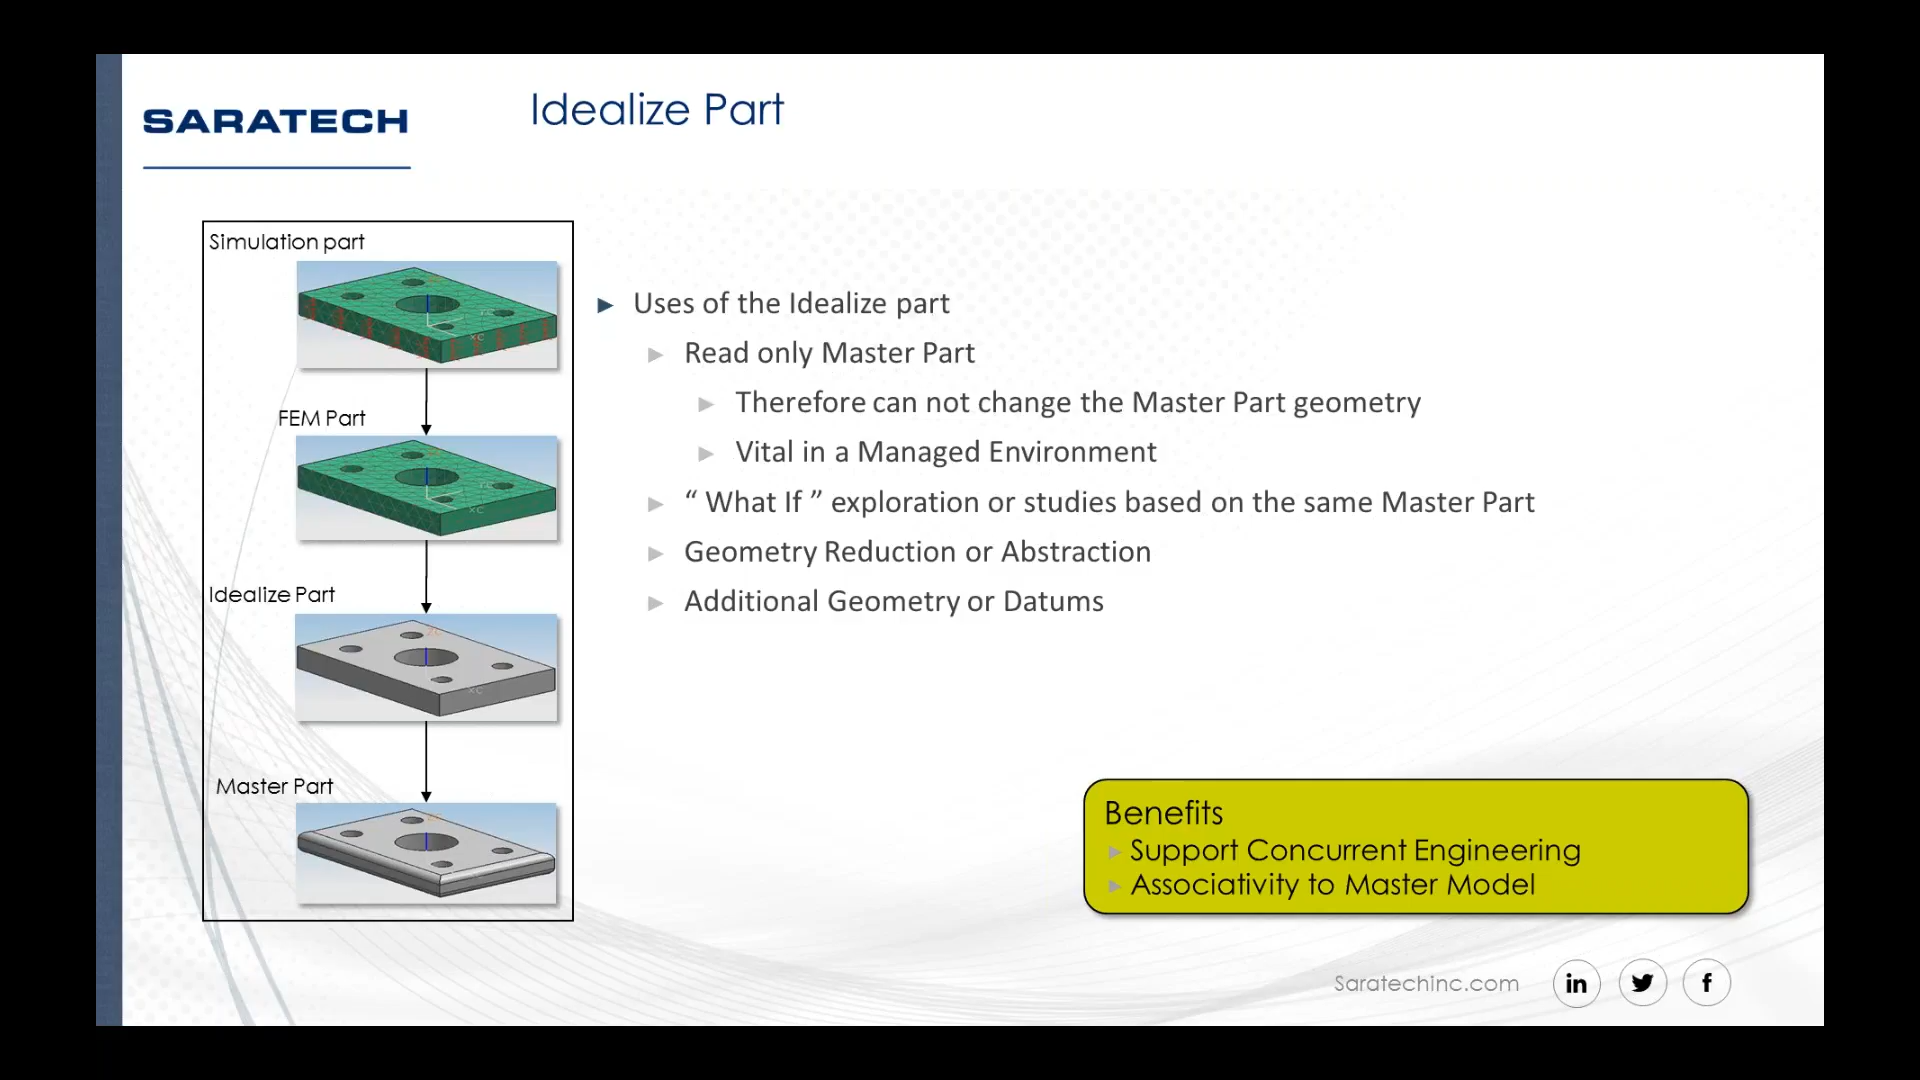 SARATECH
Idealize Part
Simulation part
FEM Part
Idealize Part
Master Part
Uses of the Idealize part
Read only Master Part
Therefore can not change the Master Part geometry
Vital in a Managed Environment
“ What If ” exploration or studies based on the same Master Part
Geometry Reduction or Abstraction
Additional Geometry or Datums
Benefits
Support Concurrent Engineering
Associativity to Master Model
Saratechinc.com